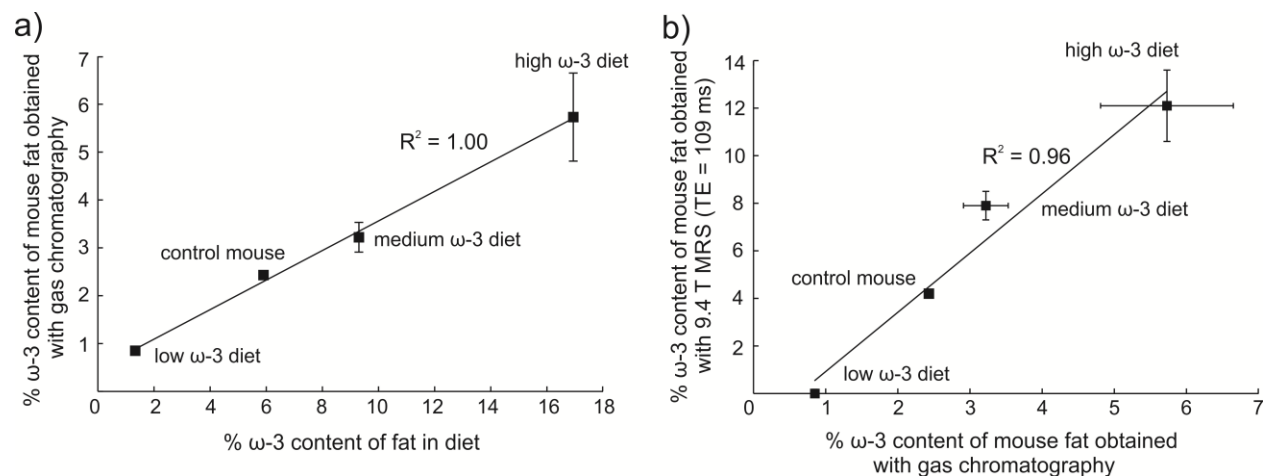 a)
% ω-3 content of mouse fat obtained
with gas chromatography
7
6
5
4
3
2
1
high ω-3 diet
R² = 1.00
control mouse
medium ω-3 diet
low ω-3 diet
0 2 4 6 8 10 12 14 16 18
% ω-3 content of fat in diet
b)
% ω-3 content of mouse fat obtained
with 9.4 T MRS (TE = 109 ms)
14
12
10
8
6
4
2
high ω-3 diet
R² = 0.96
medium ω-3 diet
control mouse
low ω-3 diet
0 1 2 3 4 5 6 7
% ω-3 content of mouse fat obtained
with gas chromatography